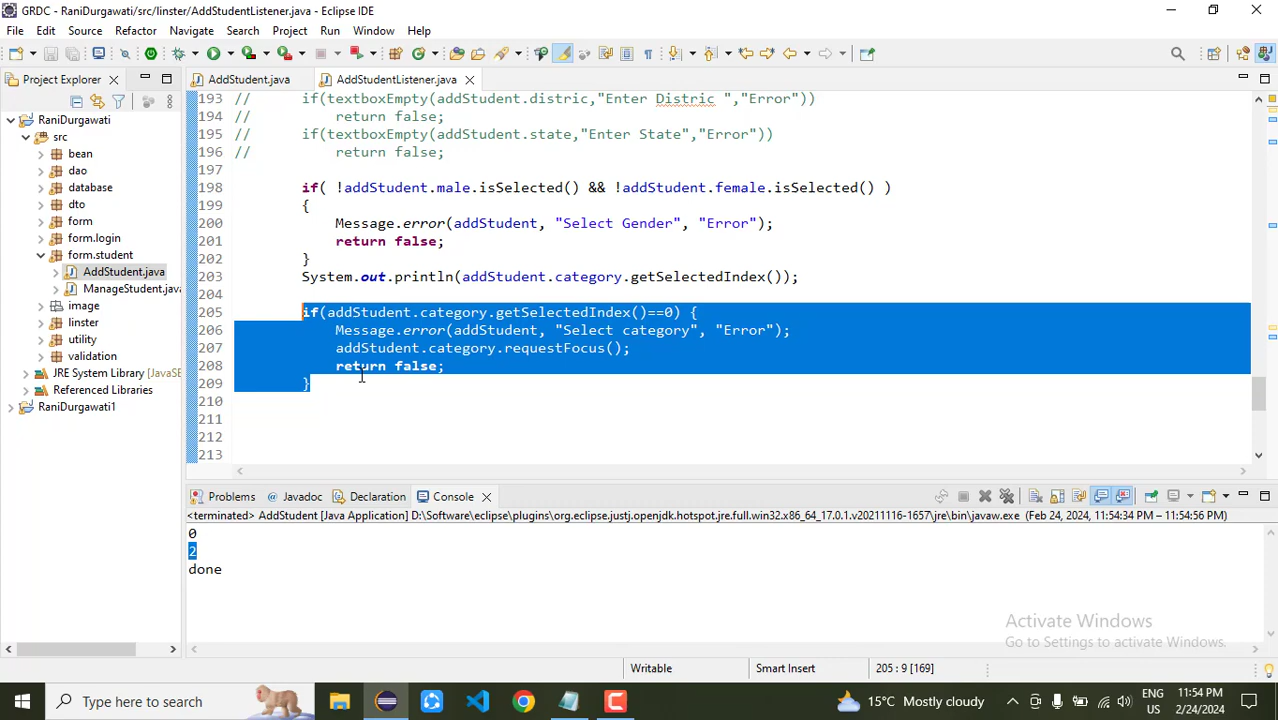 GRDC - RaniDurgawati/src/linster/AddStudentListener.java - Eclipse IDE
File Edit Source Refactor Navigate Search Project Run Window Help
Project Explorer
AddStudent.java AddStudentListener.java
RaniDurgawati
src
bean
dao
database
dto
form
form.login
form.student
AddStudent.java
ManageStudent.java
image
linster
utility
validation
JRE System Library [JavaSE
Referenced Libraries
RaniDurgawati1
193 // if(textboxEmpty(addStudent.distric,"Enter Distric ","Error"))
194 // return false;
195 // if(textboxEmpty(addStudent.state,"Enter State","Error"))
196 // return false;
197
198 if( !addStudent.male.isSelected() && !addStudent.female.isSelected() )
199 {
200 Message.error(addStudent, "Select Gender", "Error");
201 return false;
202 }
203 System.out.println(addStudent.category.getSelectedIndex());
204
205 if(addStudent.category.getSelectedIndex()==0) {
206 Message.error(addStudent, "Select category", "Error");
207 addStudent.category.requestFocus();
208 return false;
209 }
210
211
212
213
Problems @ Javadoc Declaration Console
<terminated> AddStudent [Java Application] D:\Software\eclipse\plugins\org.eclipse.justj.openjdk.hotspot.jre.full.win32.x86_64_17.0.1.v20211116-1657\jre\bin\javaw.exe (Feb 24, 2024, 11:54:34 PM – 11:54:56 PM)
0
2
done
Activate Windows
Go to Settings to activate Windows.
Writable Smart Insert 205 : 9 [169]
Type here to search
15°C Mostly cloudy
ENG
US
11:54 PM
2/24/2024